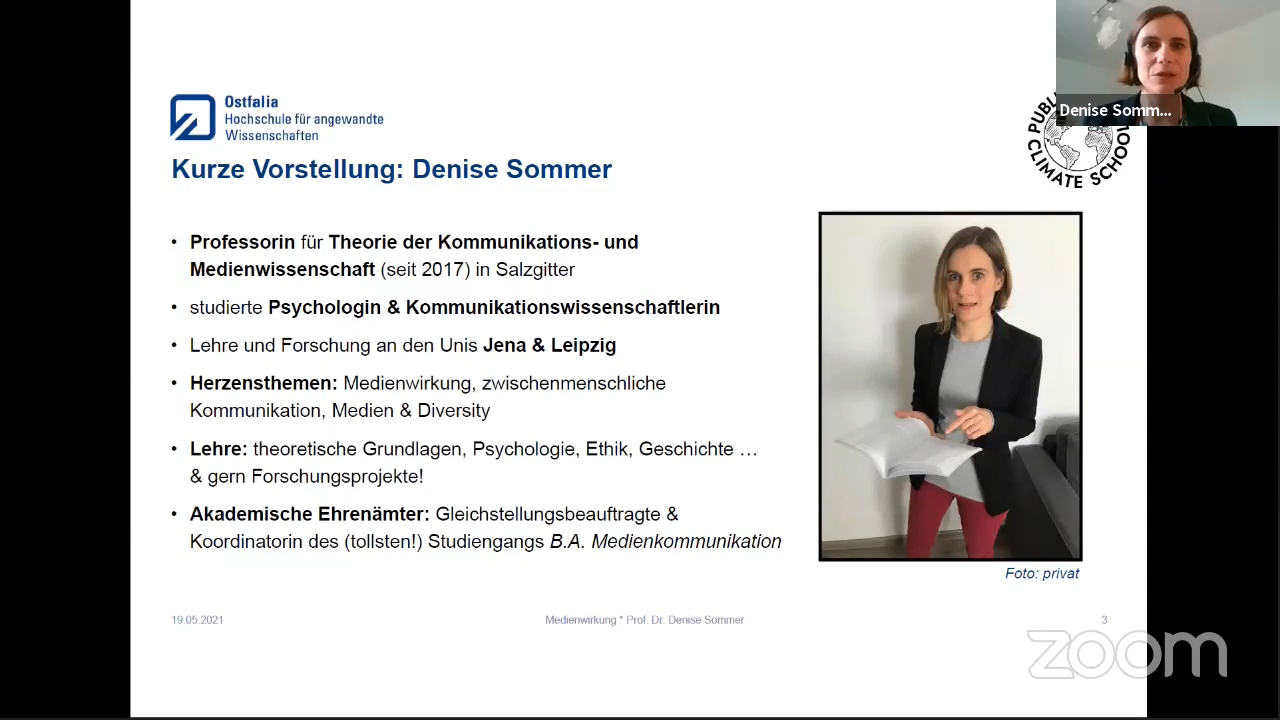 Ostfalia
Hochschule für angewandte
Wissenschaften
Denise Somm...
PUBLI
CLIMATE SCHOOL
Kurze Vorstellung: Denise Sommer
• Professorin für Theorie der Kommunikations- und
Medienwissenschaft (seit 2017) in Salzgitter
• studierte Psychologin & Kommunikationswissenschaftlerin
• Lehre und Forschung an den Unis Jena & Leipzig
• Herzensthemen: Medienwirkung, zwischenmenschliche
Kommunikation, Medien & Diversity
• Lehre: theoretische Grundlagen, Psychologie, Ethik, Geschichte …
& gern Forschungsprojekte!
• Akademische Ehrenämter: Gleichstellungsbeauftragte &
Koordinatorin des (tollsten!) Studiengangs B.A. Medienkommunikation
Foto: privat
19.05.2021
Medienwirkung * Prof. Dr. Denise Sommer
3
zoom